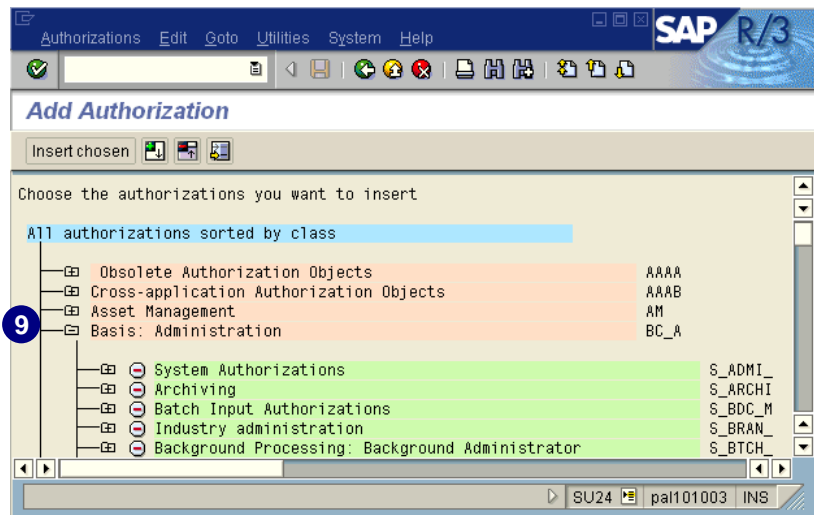 Authorizations Edit Goto Utilities System Help
SAP R/3
Add Authorization
Insert chosen
Choose the authorizations you want to insert
All authorizations sorted by class
Obsolete Authorization Objects AAAA
Cross-application Authorization Objects AAAB
Asset Management AM
9 Basis: Administration BC_A
System Authorizations S_ADMI_
Archiving S_ARCHI
Batch Input Authorizations S_BDC_M
Industry administration S_BRAN_
Background Processing: Background Administrator S_BTCH_
SU24 pal101003 INS